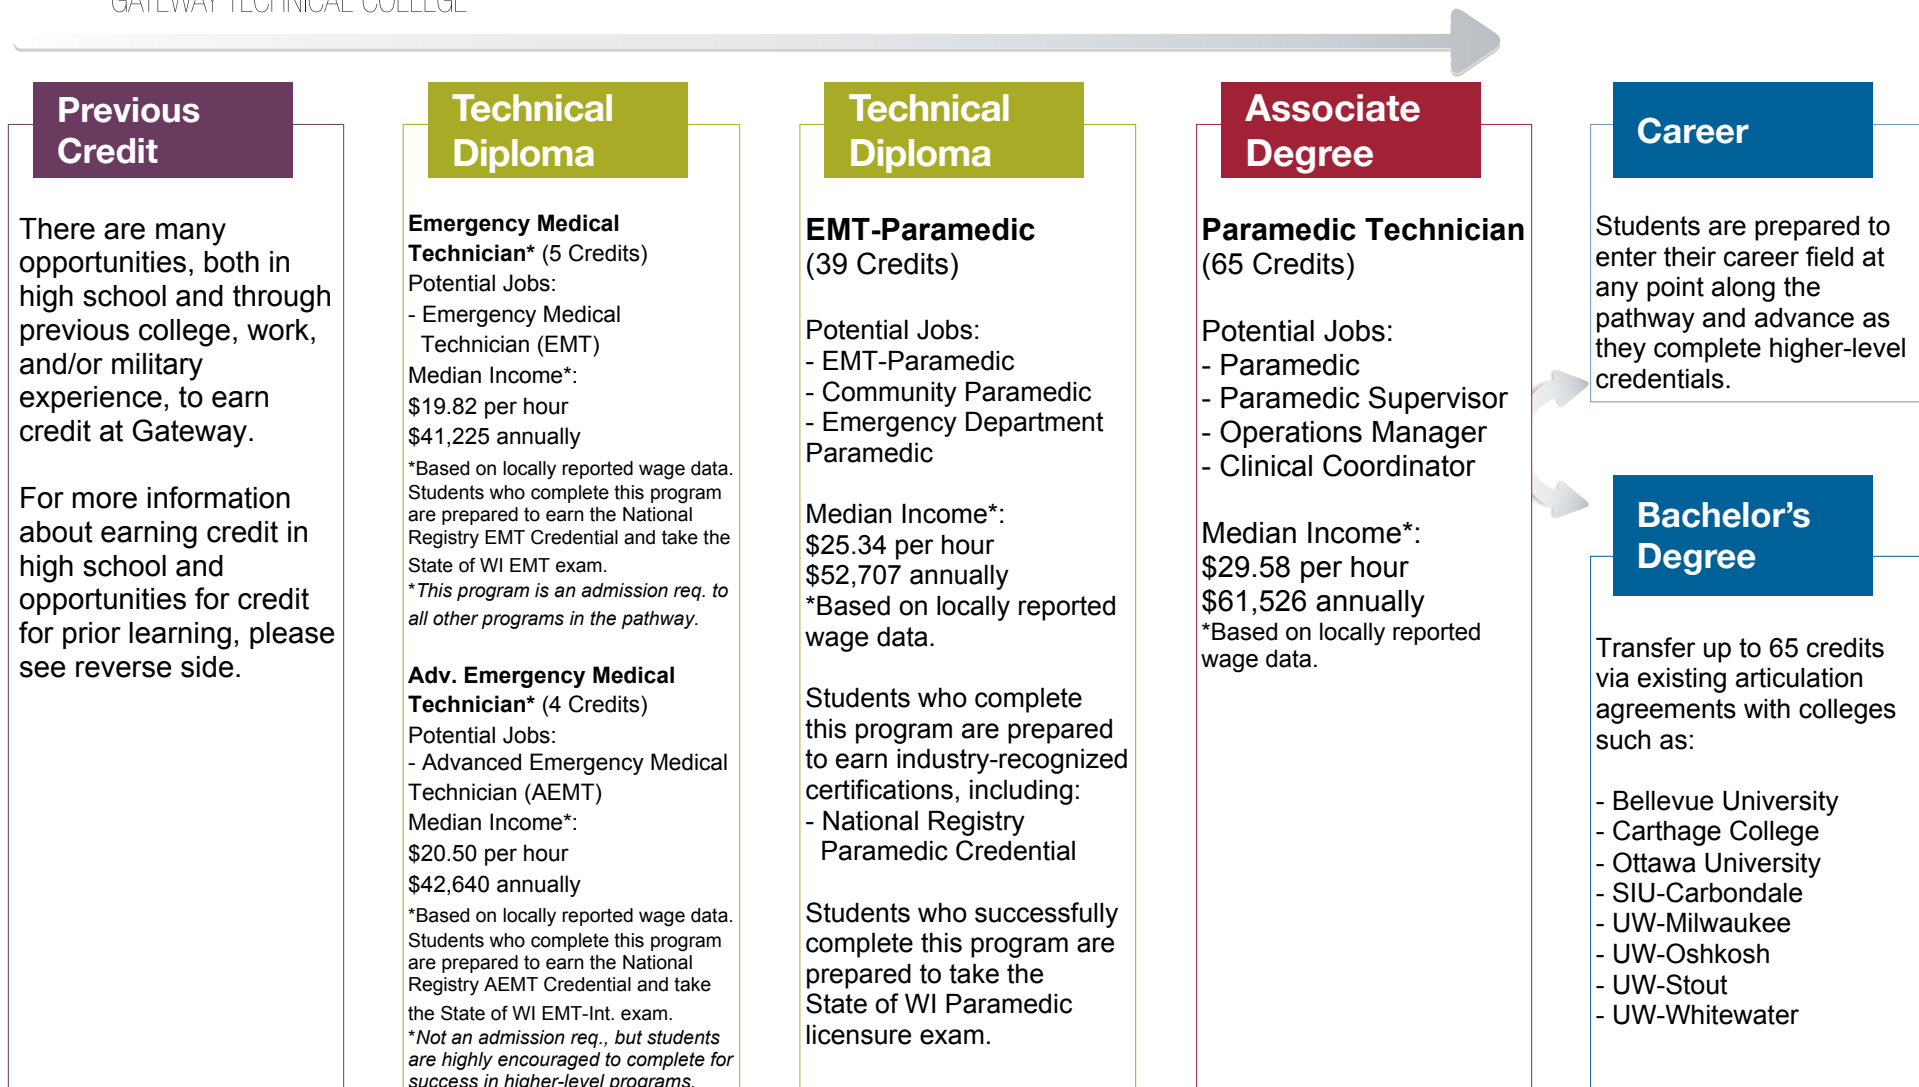 GATEWAY TECHNICAL COLLEGE
Previous
Credit
There are many
opportunities, both in
high school and through
previous college, work,
and/or military
experience, to earn
credit at Gateway.
For more information
about earning credit in
high school and
opportunities for credit
for prior learning, please
see reverse side.
Technical
Diploma
Emergency Medical
Technician* (5 Credits)
Potential Jobs:
- Emergency Medical
Technician (EMT)
Median Income*:
$19.82 per hour
$41,225 annually
*Based on locally reported wage data.
Students who complete this program
are prepared to earn the National
Registry EMT Credential and take the
State of WI EMT exam.
*This program is an admission req. to
all other programs in the pathway.
Adv. Emergency Medical
Technician* (4 Credits)
Potential Jobs:
- Advanced Emergency Medical
Technician (AEMT)
Median Income*:
$20.50 per hour
$42,640 annually
*Based on locally reported wage data.
Students who complete this program
are prepared to earn the National
Registry AEMT Credential and take
the State of WI EMT-Int. exam.
*Not an admission req., but students
are highly encouraged to complete for
success in higher-level programs.
Technical
Diploma
EMT-Paramedic
(39 Credits)
Potential Jobs:
- EMT-Paramedic
- Community Paramedic
- Emergency Department
Paramedic
Median Income*:
$25.34 per hour
$52,707 annually
*Based on locally reported
wage data.
Students who complete
this program are prepared
to earn industry-recognized
certifications, including:
- National Registry
Paramedic Credential
Students who successfully
complete this program are
prepared to take the
State of WI Paramedic
licensure exam.
Associate
Degree
Paramedic Technician
(65 Credits)
Potential Jobs:
- Paramedic
- Paramedic Supervisor
- Operations Manager
- Clinical Coordinator
Median Income*:
$29.58 per hour
$61,526 annually
*Based on locally reported
wage data.
Career
Students are prepared to
enter their career field at
any point along the
pathway and advance as
they complete higher-level
credentials.
Bachelor's
Degree
Transfer up to 65 credits
via existing articulation
agreements with colleges
such as:
- Bellevue University
- Carthage College
- Ottawa University
- SIU-Carbondale
- UW-Milwaukee
- UW-Oshkosh
- UW-Stout
- UW-Whitewater